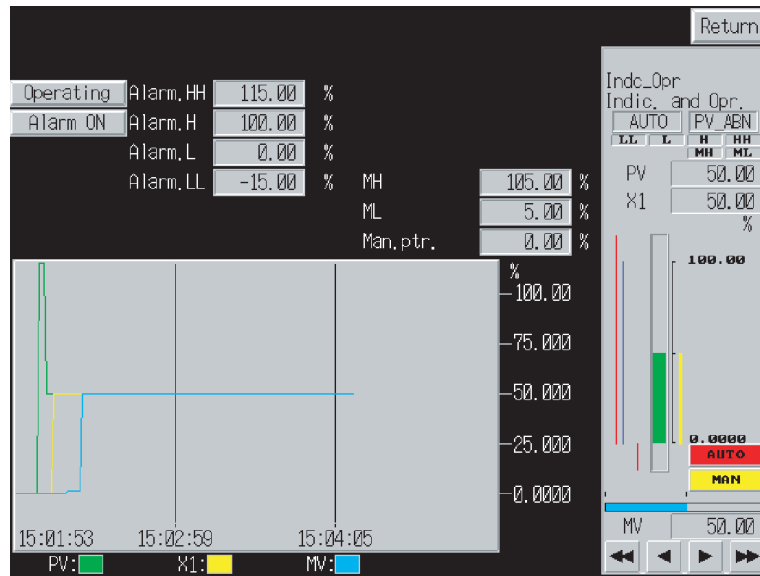 Return
Operating Alarm.HH 115.00 %
Alarm ON Alarm.H 100.00 %
Alarm.L 0.00 %
Alarm.LL -15.00 %
MH 105.00 %
ML 5.00 %
Man.ptr. 0.00 %
%
100.00
75.000
50.000
25.000
0.0000
15:01:53 15:02:59 15:04:05
PV: X1: MV:
Indc_Opr
Indic. and Opr.
AUTO PV_ABN
LL L H HH
MH ML
PV 50.00
X1 50.00
%
100.00
0.0000
AUTO
MAN
MV 50.00